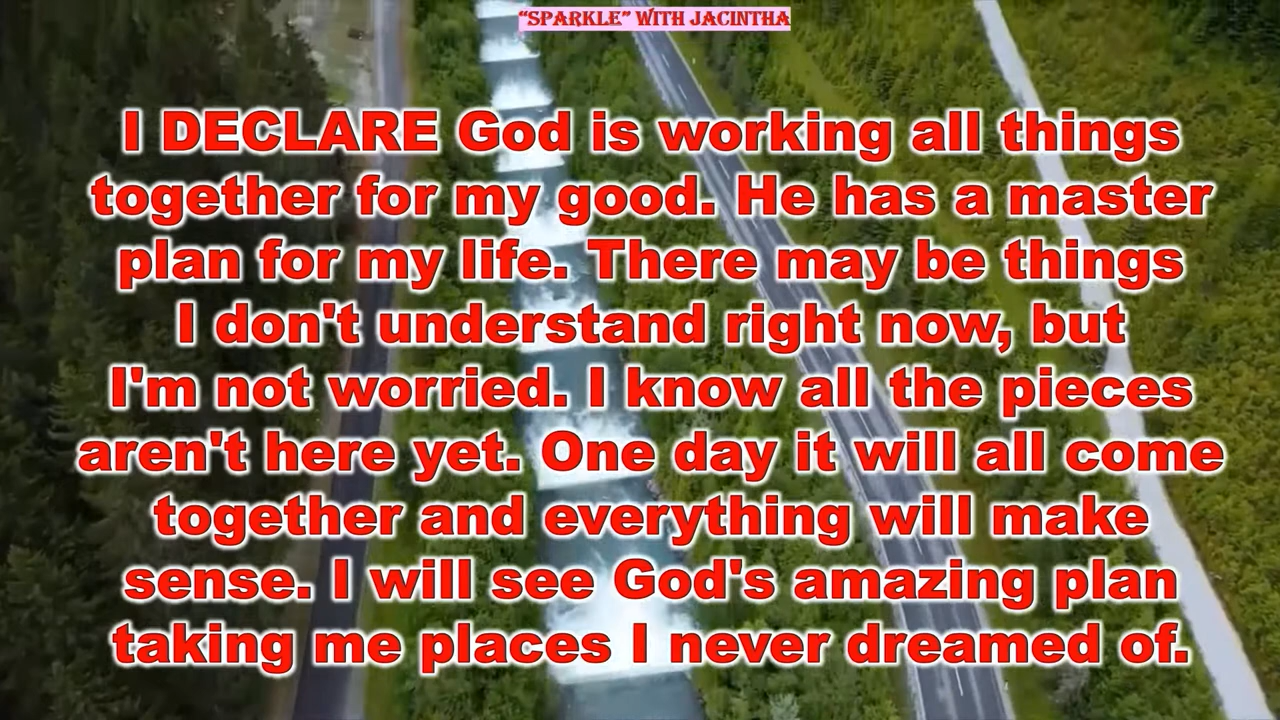 “SPARKLE” WITH JACINTHA
I DECLARE God is working all things
together for my good. He has a master
plan for my life. There may be things
I don't understand right now, but
I'm not worried. I know all the pieces
aren't here yet. One day it will all come
together and everything will make
sense. I will see God's amazing plan
taking me places I never dreamed of.